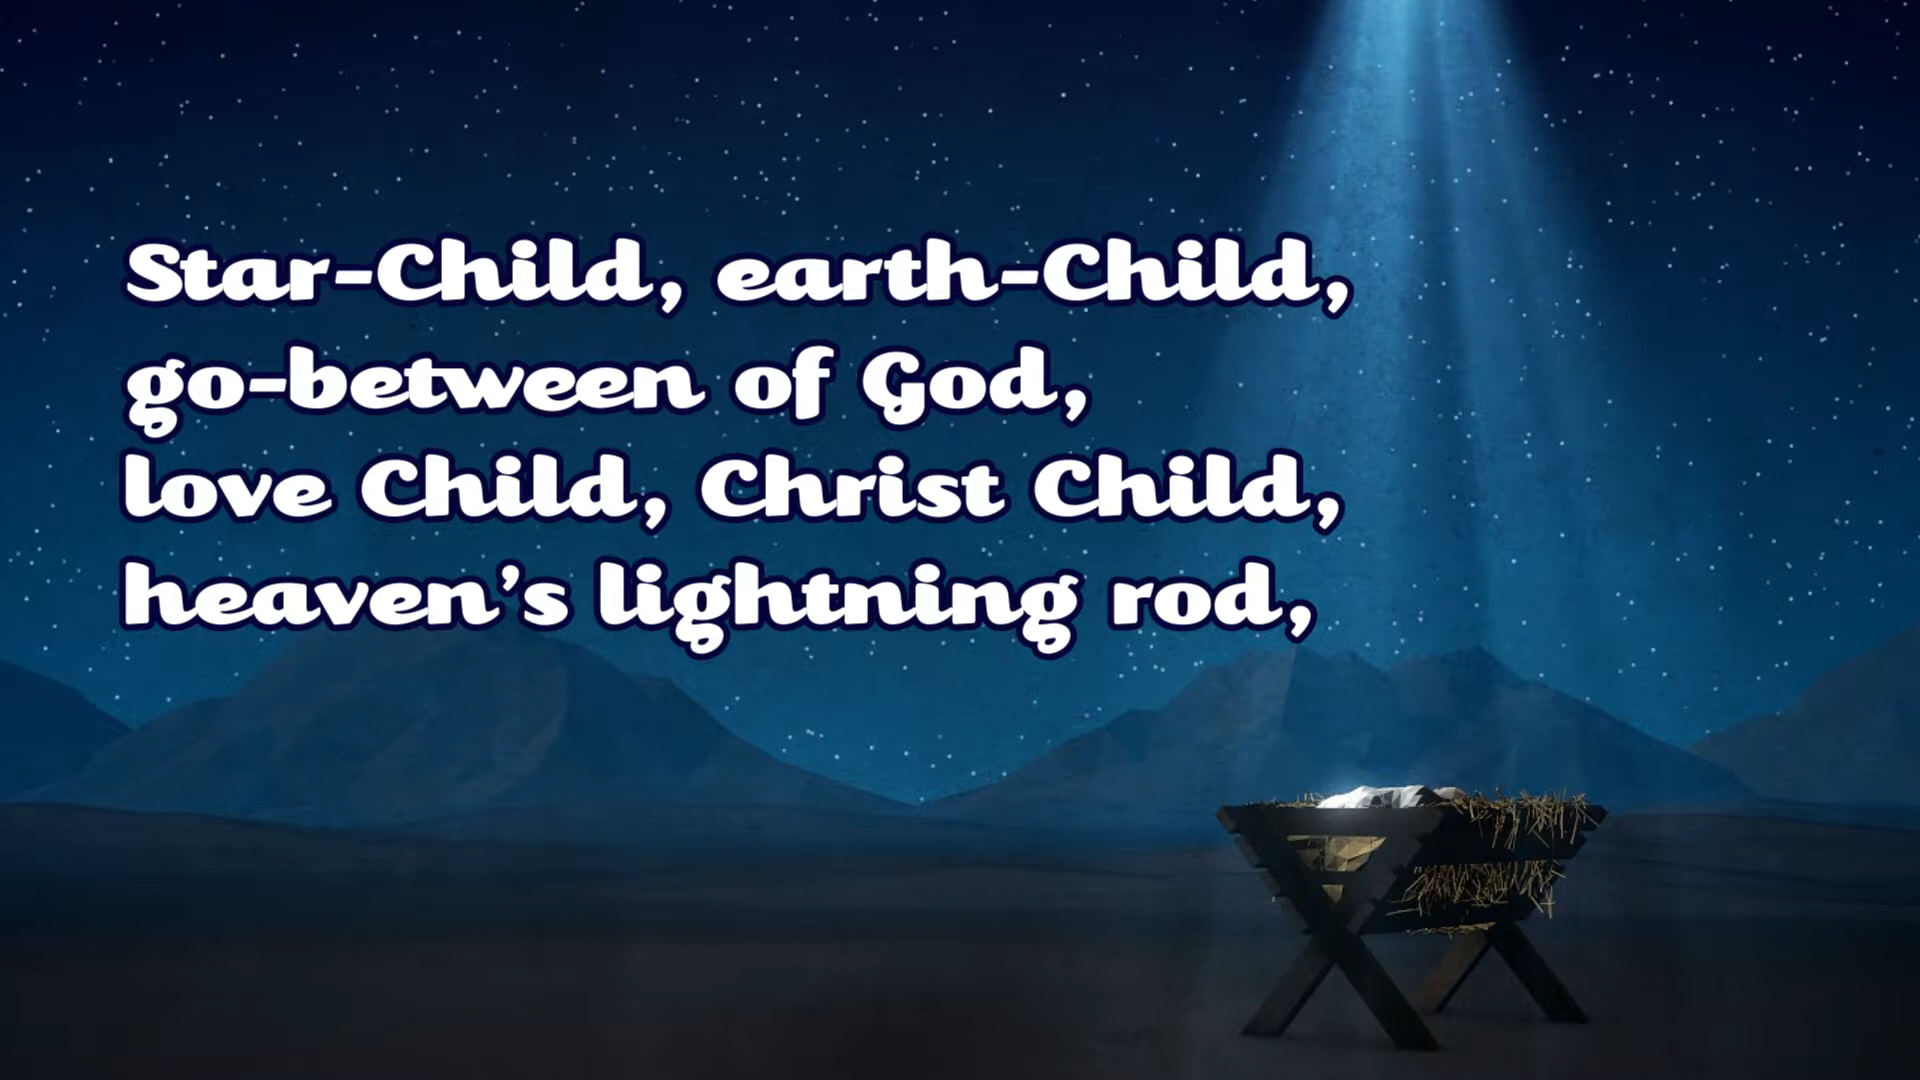 Star-Child, earth-Child,
go-between of God,
love Child, Christ Child,
heaven's lightning rod,